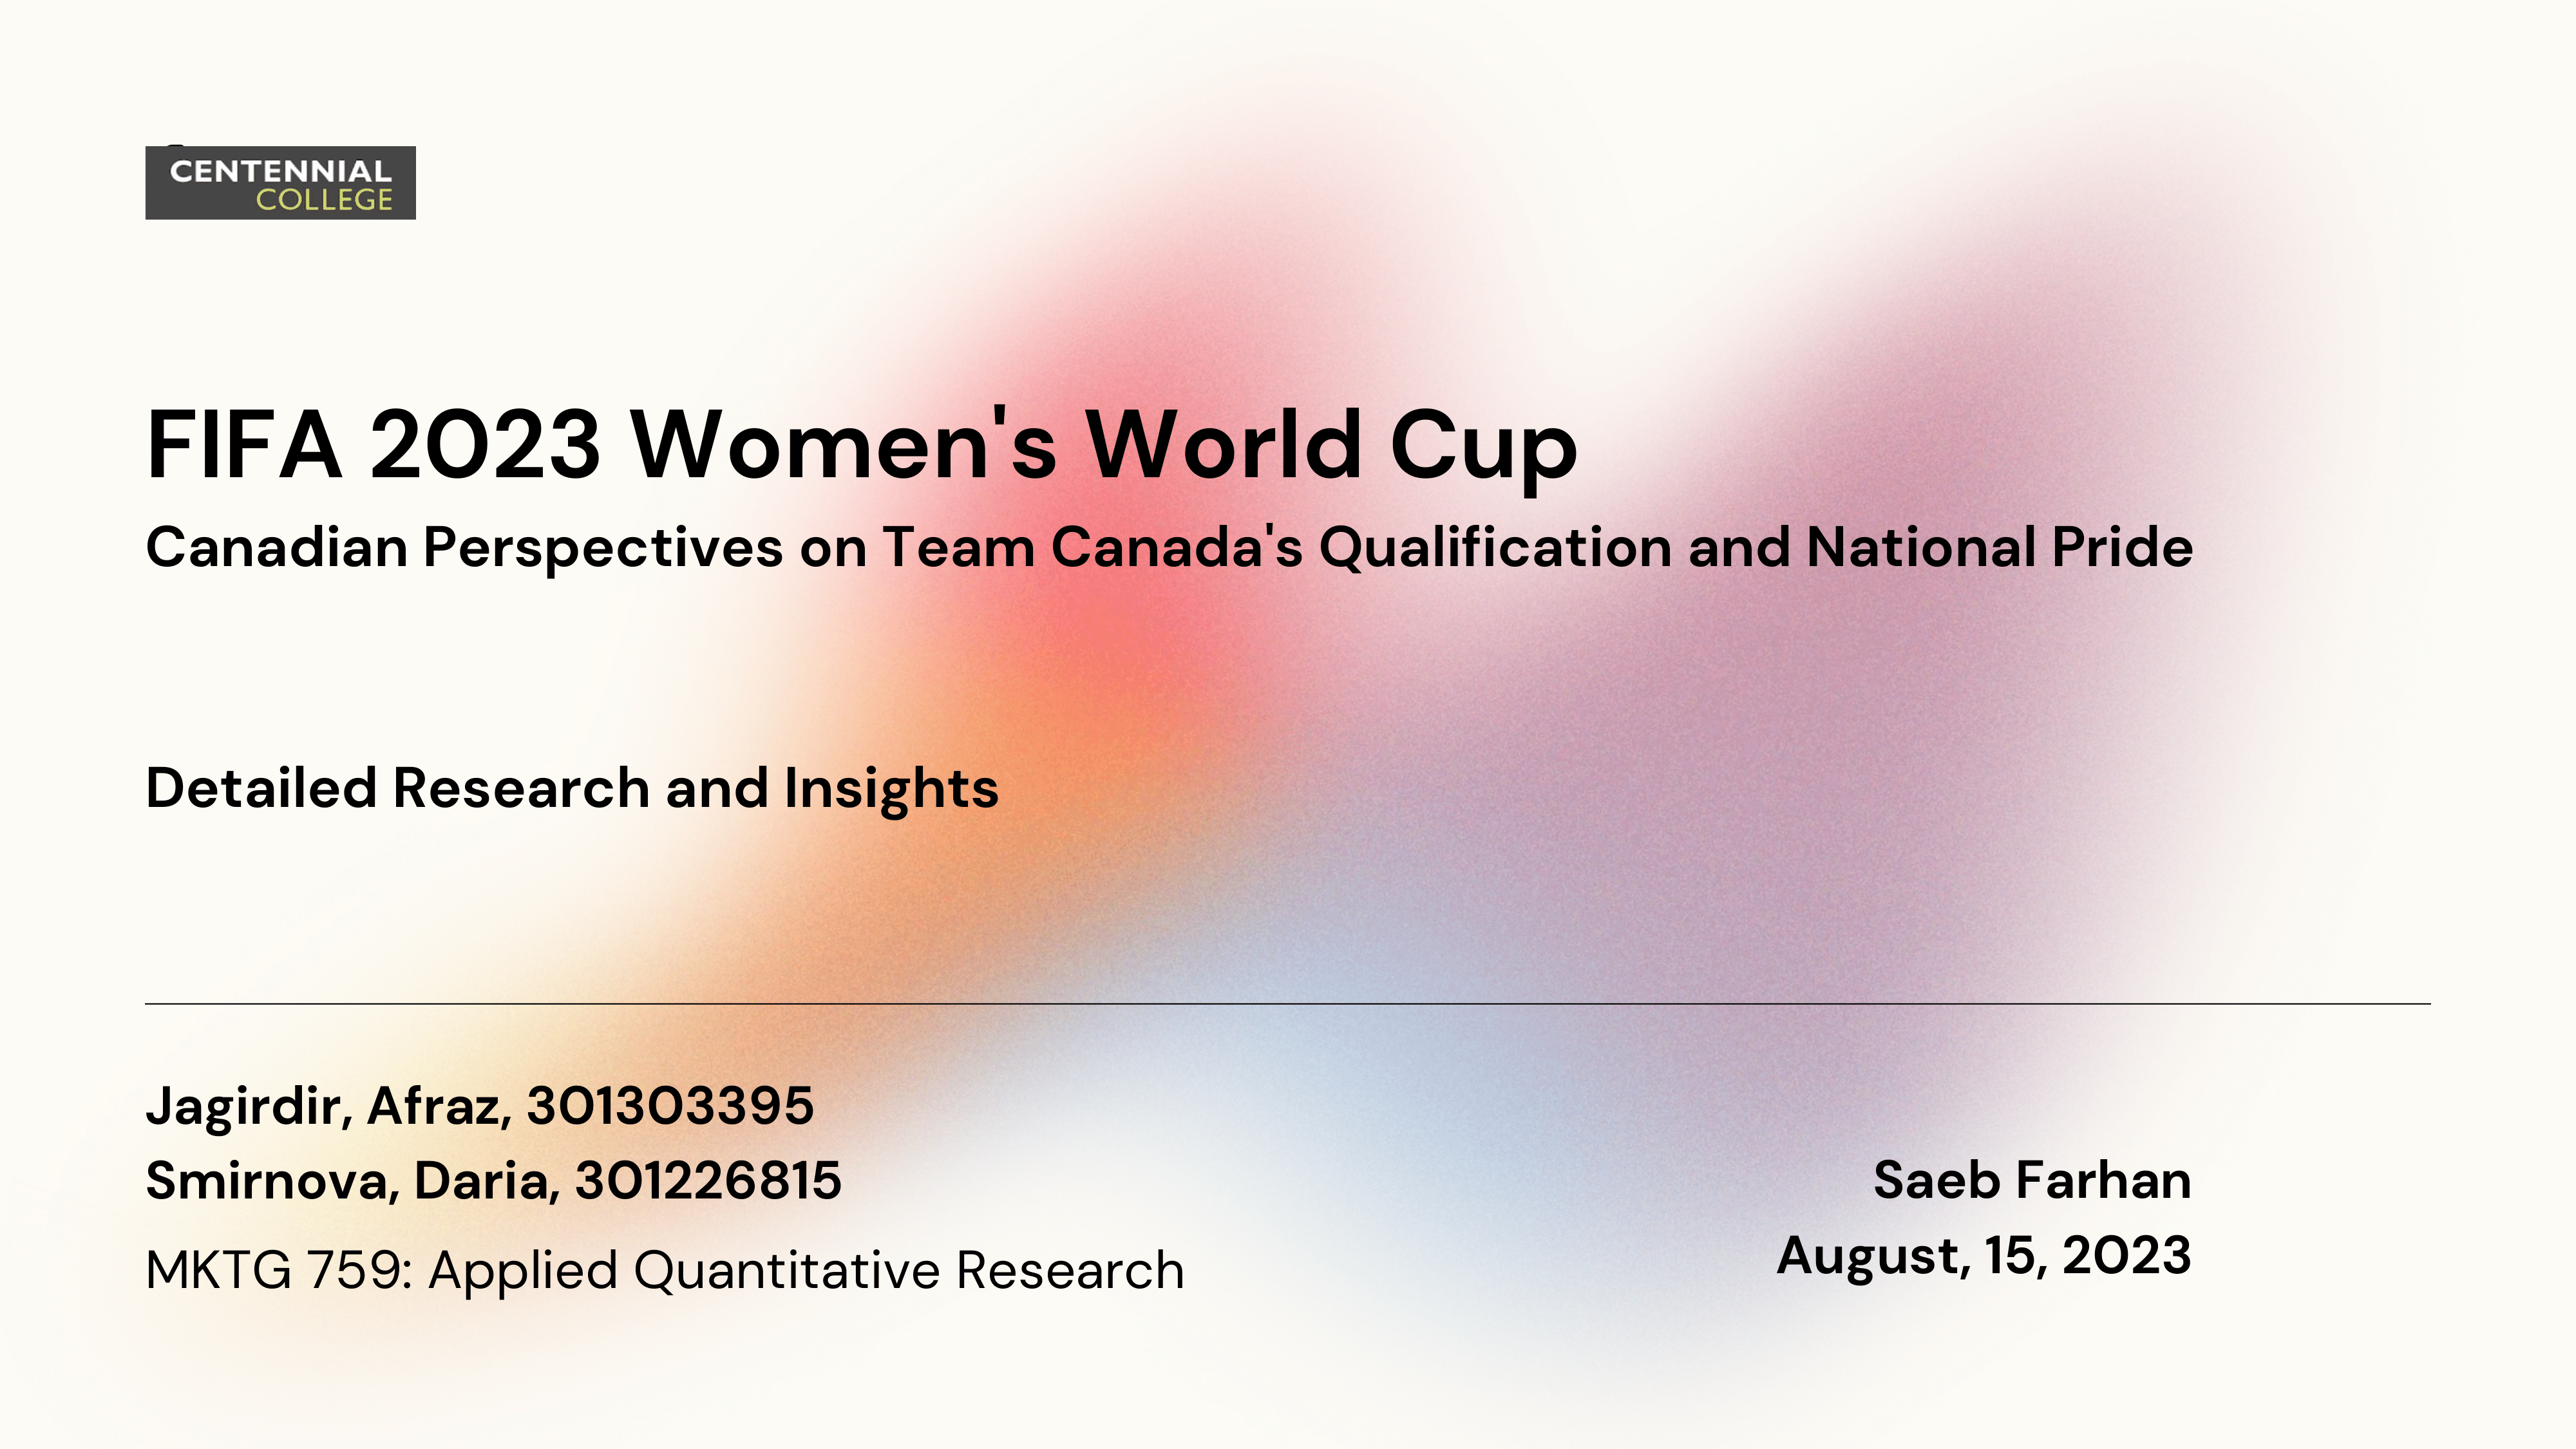 CENTENNIAL
COLLEGE
FIFA 2023 Women's World Cup
Canadian Perspectives on Team Canada's Qualification and National Pride
Detailed Research and Insights
Jagirdir, Afraz, 301303395
Smirnova, Daria, 301226815
MKTG 759: Applied Quantitative Research
Saeb Farhan
August, 15, 2023